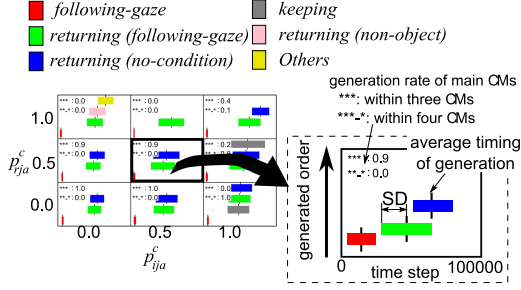 following-gaze
keeping
returning (following-gaze)
returning (non-object)
returning (no-condition)
Others
generation rate of main CMs
***: within three CMs
**-*: within four CMs
1.0
*** : 0.0
**-*: 0.0
*** : 0.0
**-*: 0.0
*** : 0.4
**-*: 0.1
p^c_rja 0.5
*** : 0.9
**-*: 0.0
*** : 0.9
**-*: 0.0
*** : 0.2
0.0
*** : 1.0
**-*: 0.0
*** : 1.0
**-*: 0.0
0.0 0.5 1.0
p^c_ija
average timing
of generation
generated order
*** : 0.9
**-*: 0.0
SD
0 time step 100000